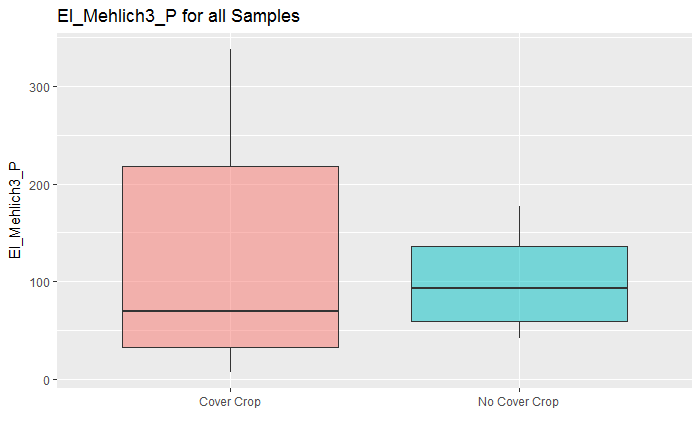 El_Mehlich3_P for all Samples
El_Mehlich3_P
300
200
100
0
Cover Crop
No Cover Crop